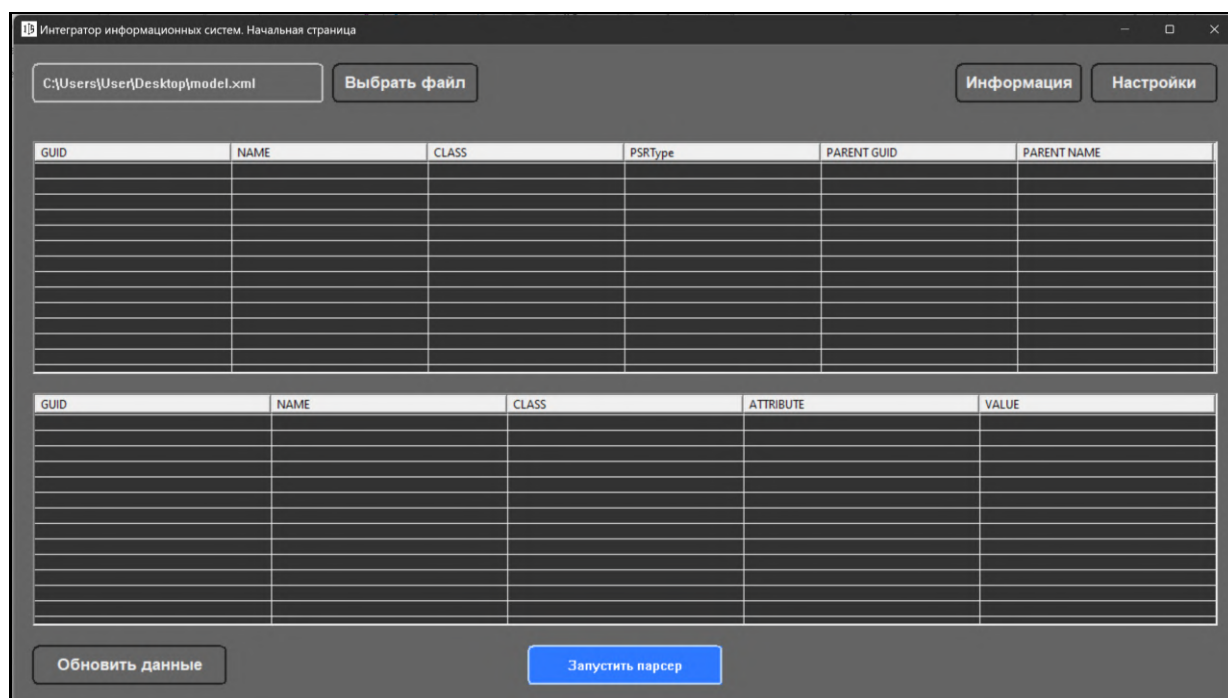 Интегратор информационных систем. Начальная страница
C:\Users\User\Desktop\model.xml Выбрать файл Информация Настройки
GUID NAME CLASS PSRType PARENT GUID PARENT NAME
GUID NAME CLASS ATTRIBUTE VALUE
Обновить данные Запустить парсер